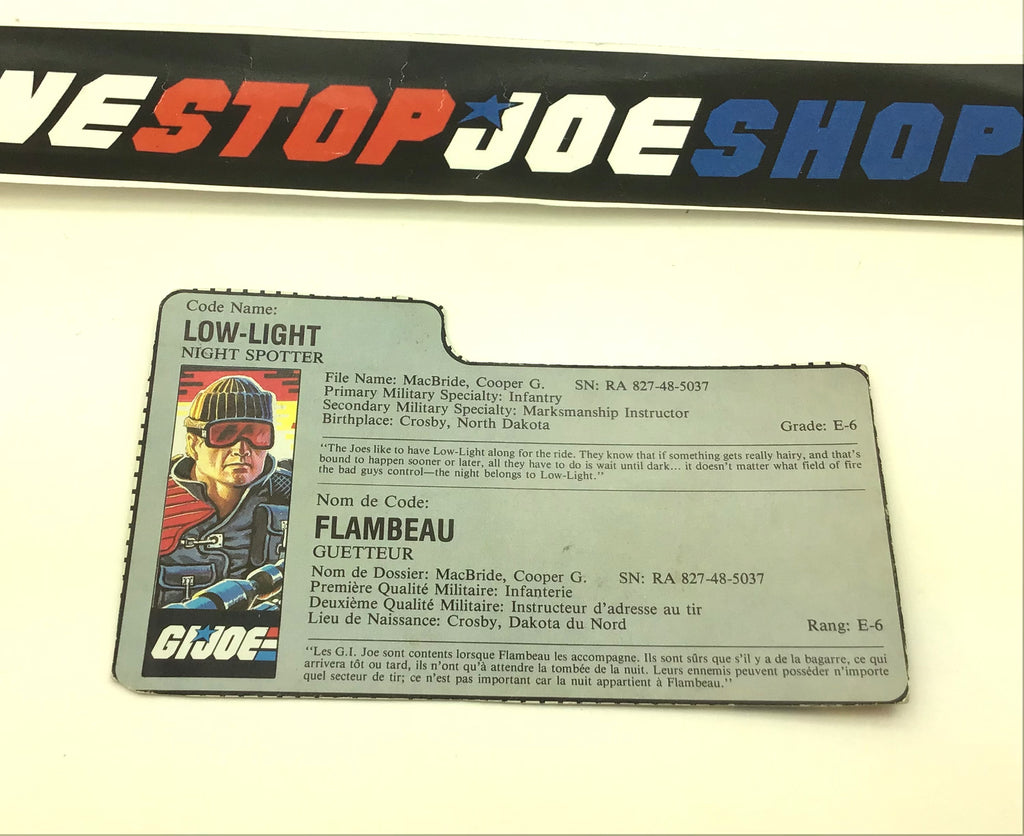 NESTOPJOESHOP
Code Name:
LOW-LIGHT
NIGHT SPOTTER
File Name: MacBride, Cooper G. SN: RA 827-48-5037
Primary Military Specialty: Infantry
Secondary Military Specialty: Marksmanship Instructor
Birthplace: Crosby, North Dakota Grade: E-6
"The Joes like to have Low-Light along for the ride. They know that if something gets really hairy, and that's
bound to happen sooner or later, all they have to do is wait until dark... it doesn't matter what field of fire
the bad guys control—the night belongs to Low-Light."
Nom de Code:
FLAMBEAU
GUETTEUR
Nom de Dossier: MacBride, Cooper G. SN: RA 827-48-5037
Première Qualité Militaire: Infanterie
Deuxième Qualité Militaire: Instructeur d'adresse au tir
Lieu de Naissance: Crosby, Dakota du Nord Rang: E-6
"Les G.I. Joe sont contents lorsque Flambeau les accompagne. Ils sont sûrs que s'il y a de la bagarre, ce qui
arrivera tôt ou tard, ils n'ont qu'à attendre la tombée de la nuit. Leurs ennemis peuvent posséder n'importe
quel secteur de tir; ce n'est pas important car la nuit appartient à Flambeau."
GI JOE